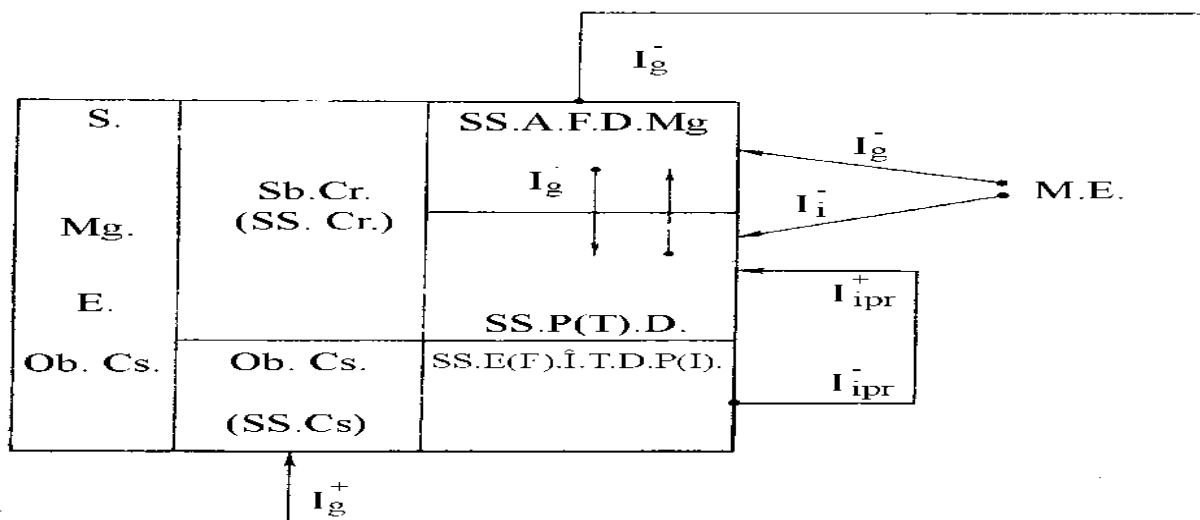 I_g^-
S.
SS.A.F.D.Mg
Sb.Cr.
(SS. Cr.)
I_g^-
I_g^-
I_i^-
M.E.
Mg.
E.
SS.P(T).D.
I_ipr^+
Ob. Cs.
Ob. Cs.
(SS.Cs)
SS.E(F).Î.T.D.P(I).
I_ipr^-
I_g^+